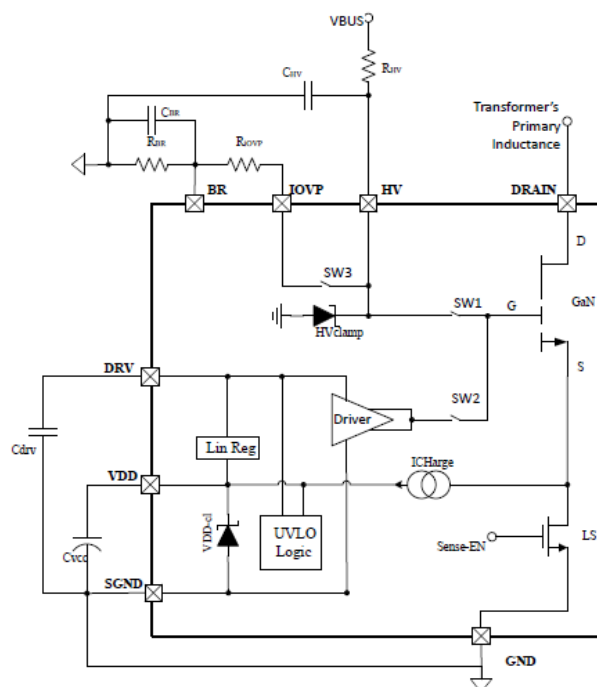 VBUS
RHV
CHV
CBR
RBR
RIOVP
Transformer's
Primary
Inductance
BR
IOVP
HV
DRAIN
D
SW3
SW1
G
GaN
HVclamp
S
DRV
SW2
Driver
Cdrv
Lin Reg
VDD
ICHarge
VDD-cl
UVLO
Logic
Sense-EN
LS
Cvcc
SGND
GND